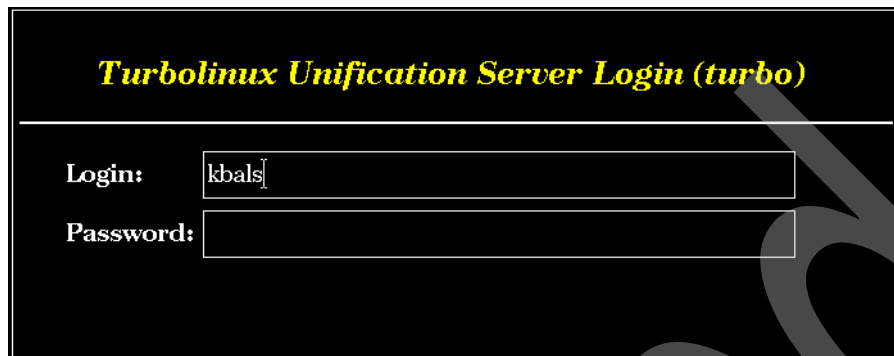 Turbolinux Unification Server Login (turbo)
Login: kbals
Password: